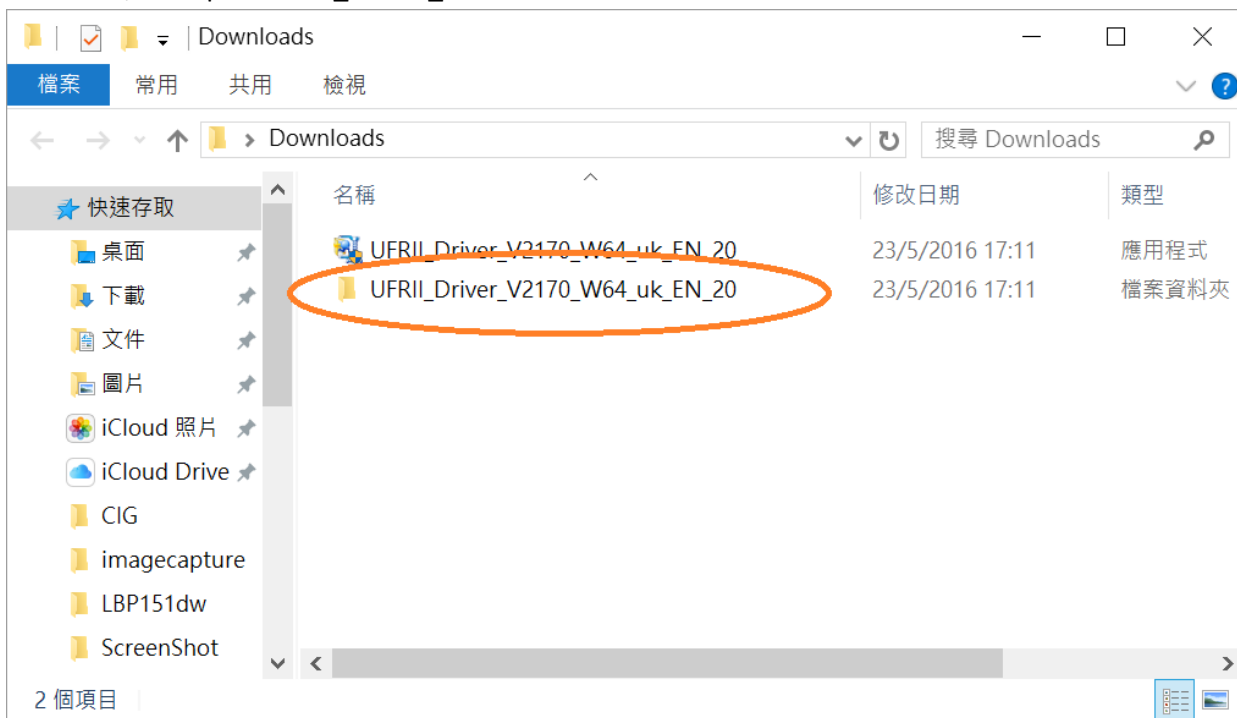 Downloads
檔案 常用 共用 檢視
Downloads 搜尋 Downloads
快速存取
桌面
下載
文件
圖片
iCloud 照片
iCloud Drive
CIG
imagecapture
LBP151dw
ScreenShot
名稱 修改日期 類型
UFRII_Driver_V2170_W64_uk_EN_20 23/5/2016 17:11 應用程式
UFRII_Driver_V2170_W64_uk_EN_20 23/5/2016 17:11 檔案資料夾
2 個項目